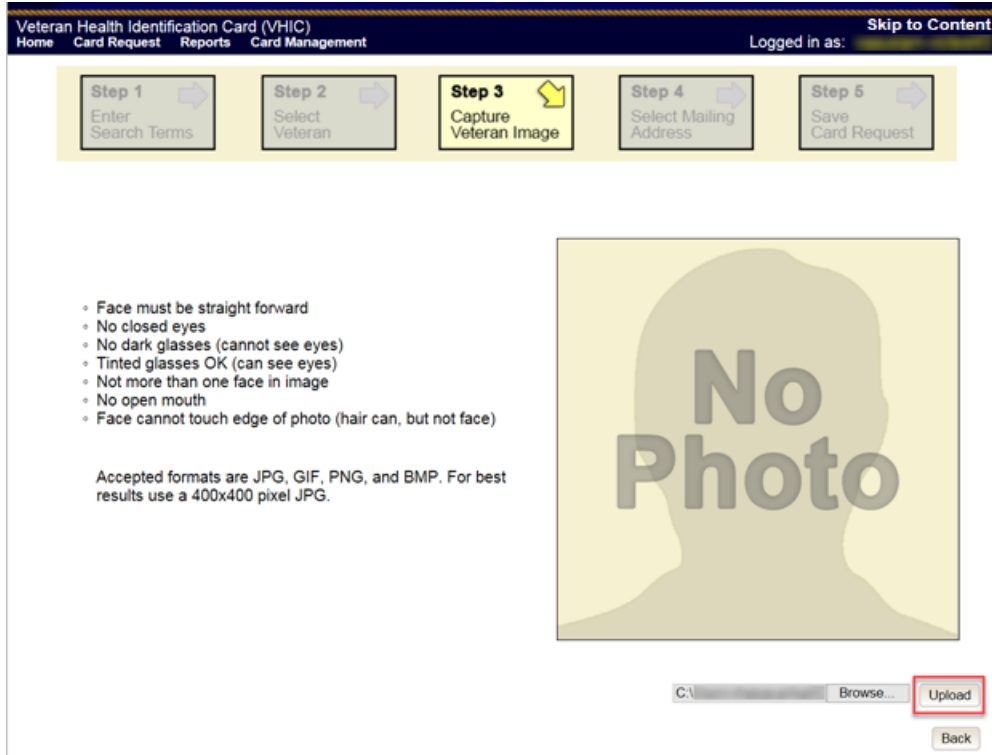 Veteran Health Identification Card (VHIC)
Skip to Content
Home Card Request Reports Card Management
Logged in as:
Step 1
Enter
Search Terms
Step 2
Select
Veteran
Step 3
Capture
Veteran Image
Step 4
Select Mailing
Address
Step 5
Save
Card Request
Face must be straight forward
No closed eyes
No dark glasses (cannot see eyes)
Tinted glasses OK (can see eyes)
Not more than one face in image
No open mouth
Face cannot touch edge of photo (hair can, but not face)
Accepted formats are JPG, GIF, PNG, and BMP. For best
results use a 400x400 pixel JPG.
No
Photo
C:\
Browse...
Upload
Back